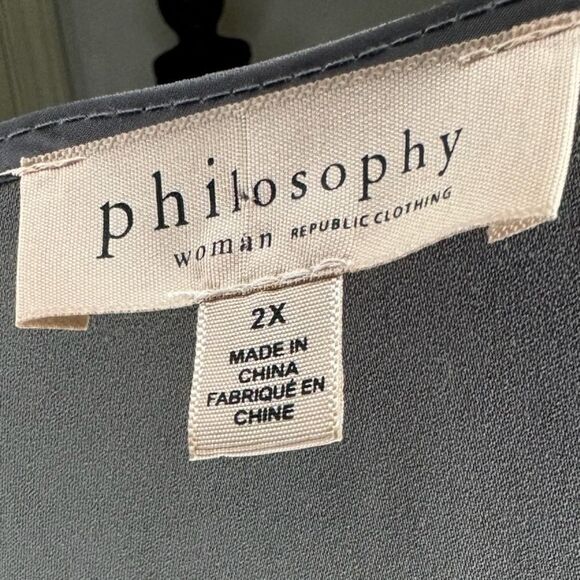 philosophy
woman REPUBLIC CLOTHING
2X
MADE IN
CHINA
FABRIQUÉ EN
CHINE